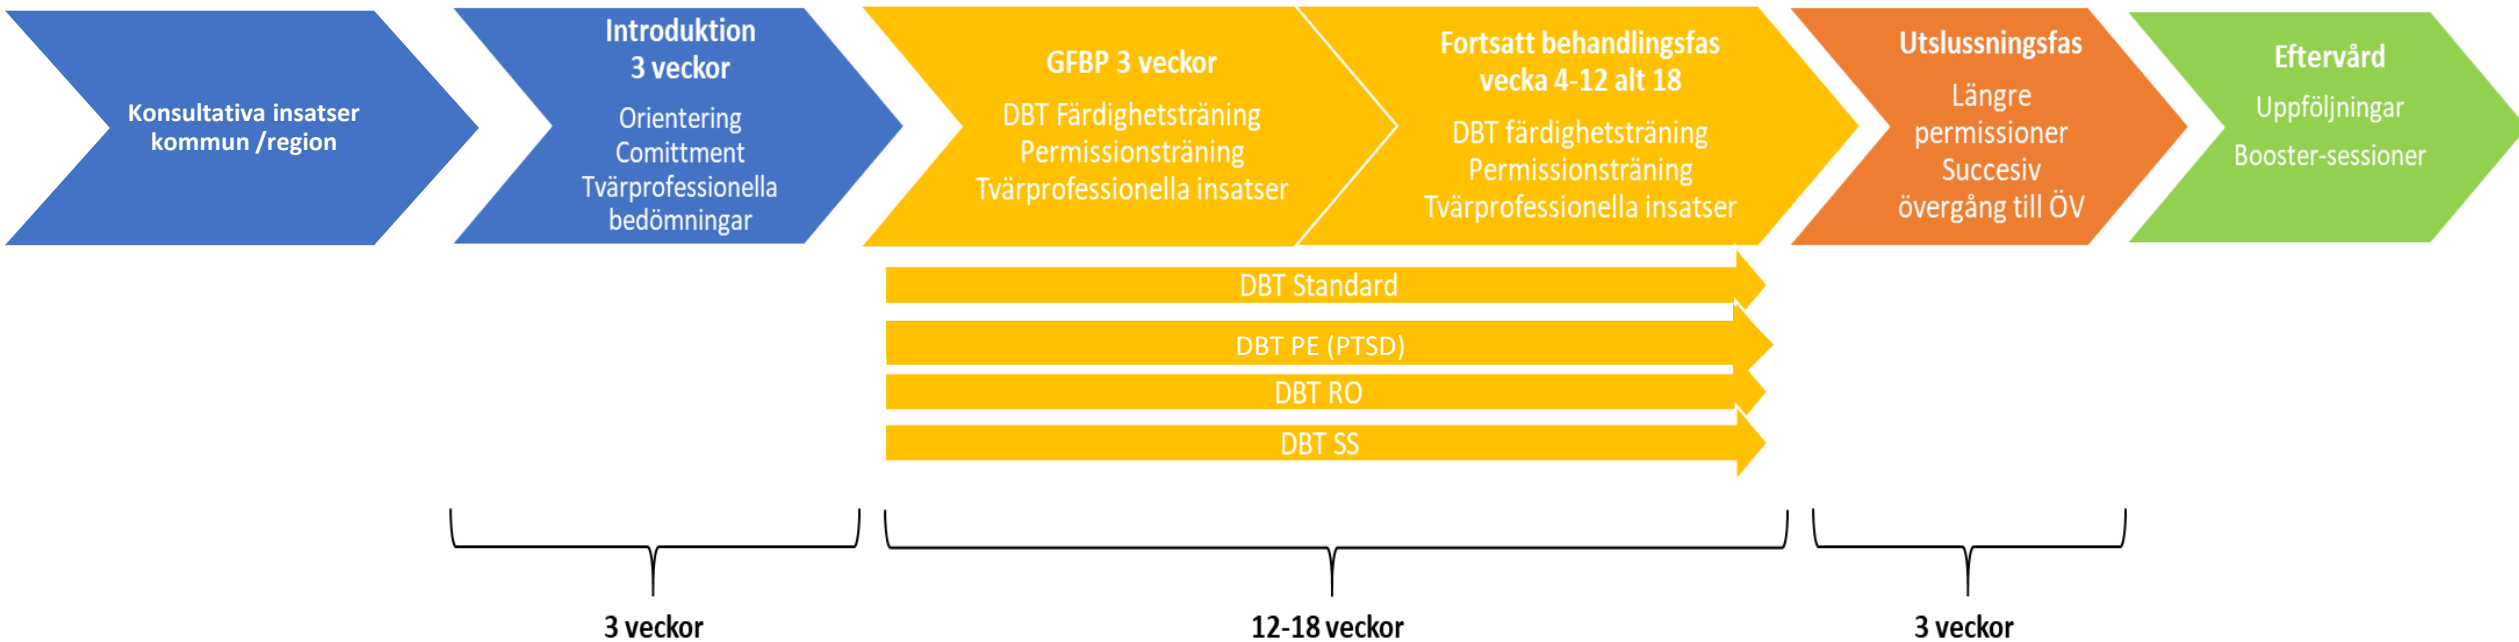 Konsultativa insatser
kommun /region
Introduktion
3 veckor
Orientering
Comittment
Tvärprofessionella
bedömningar
GFBP 3 veckor
DBT Färdighetsträning
Permissionsträning
Tvärprofessionella insatser
Fortsatt behandlingsfas
vecka 4-12 alt 18
DBT färdighetsträning
Permissionsträning
Tvärprofessionella insatser
Utslussningsfas
Längre
permissioner
Succesiv
övergång till ÖV
Eftervård
Uppföljningar
Booster-sessioner
DBT Standard
DBT PE (PTSD)
DBT RO
DBT SS
3 veckor
12-18 veckor
3 veckor